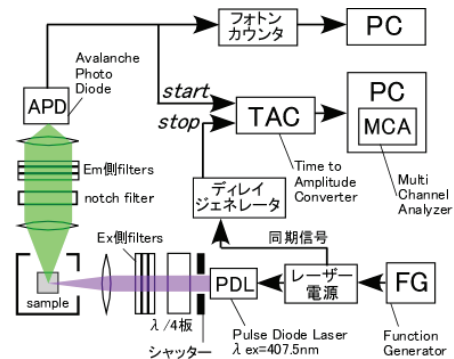 フォトン
カウンタ
PC
Avalanche
Photo
Diode
APD
start
stop
TAC
PC
MCA
Time to
Amplitude
Converter
Multi
Channel
Analyzer
Em側filters
notch filter
ディレイ
ジェネレータ
Ex側filters
同期信号
sample
PDL
レーザー
電源
FG
λ/4板
シャッター
Pulse Diode Laser
λex=407.5nm
Function
Generator